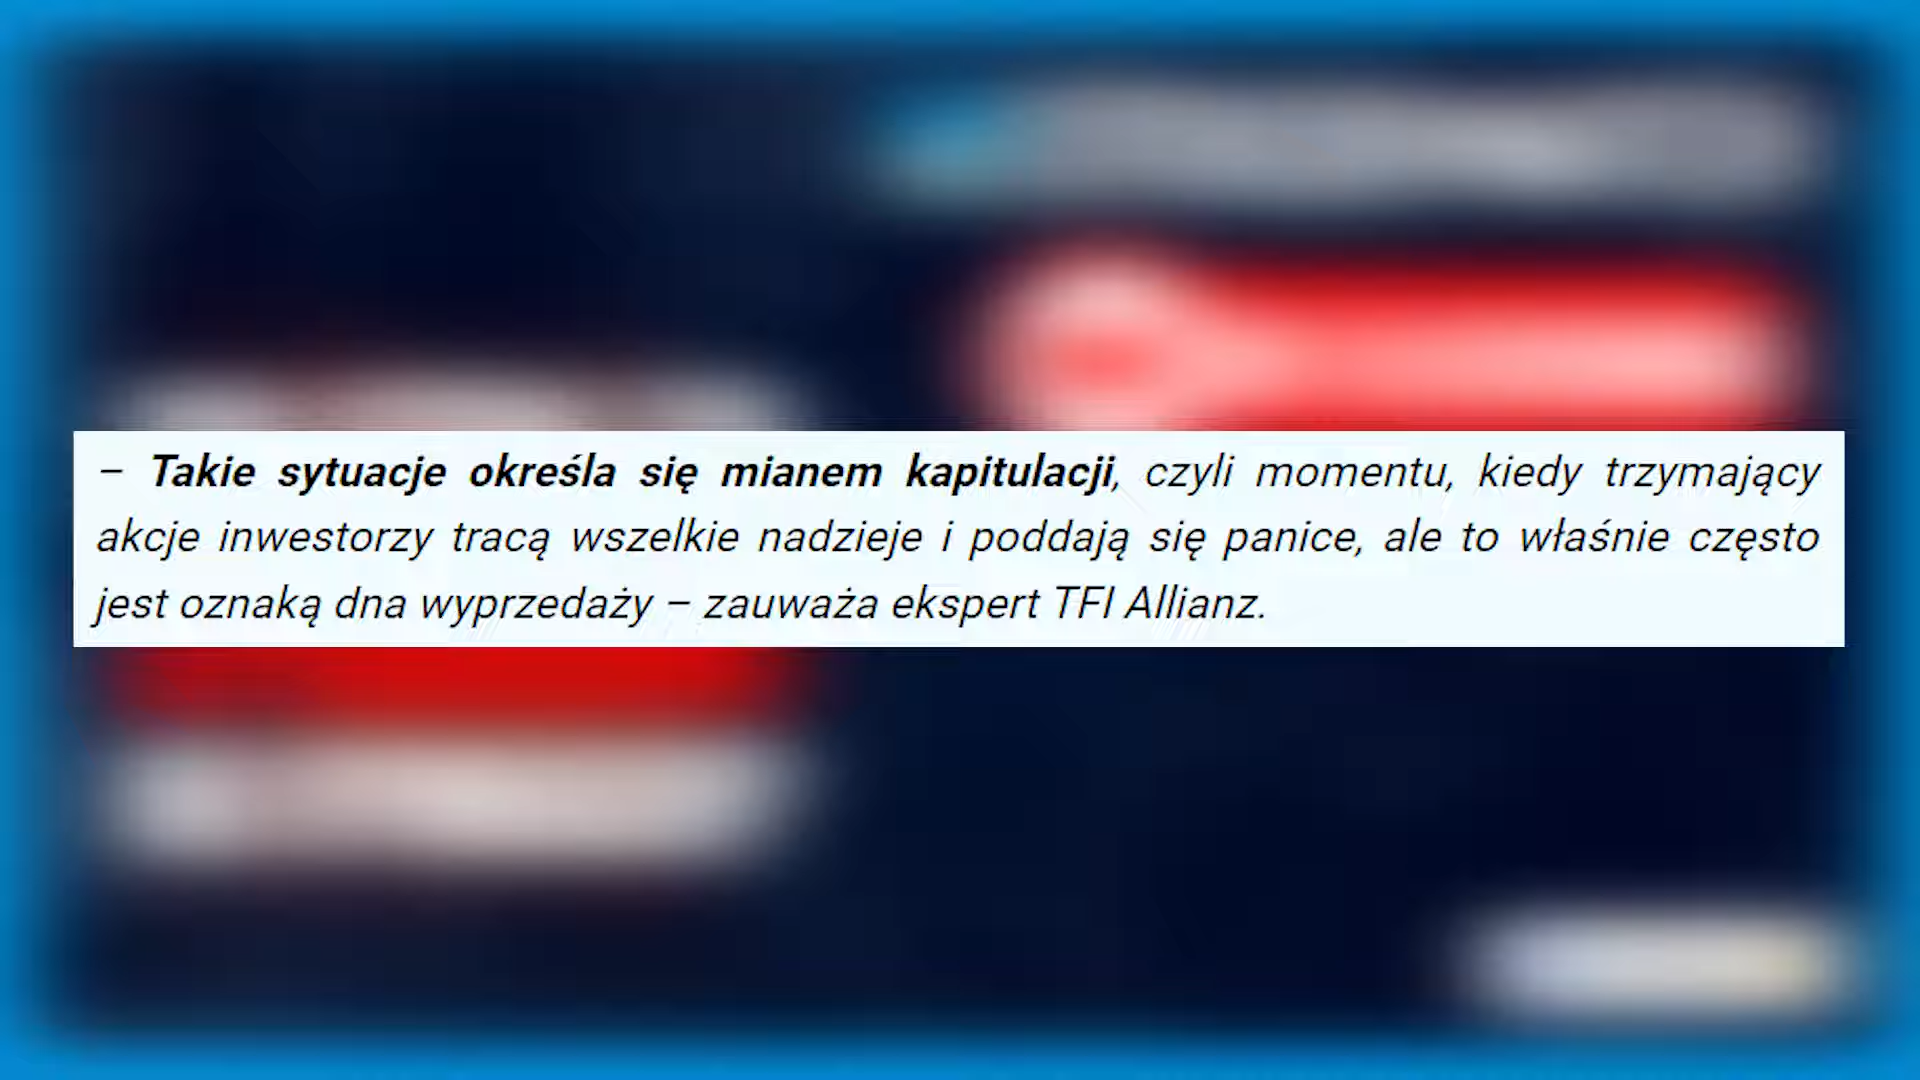 – Takie sytuacje określa się mianem kapitulacji, czyli momentu, kiedy trzymający
akcje inwestorzy tracą wszelkie nadzieje i poddają się panice, ale to właśnie często
jest oznaką dna wyprzedaży – zauważa ekspert TFI Allianz.